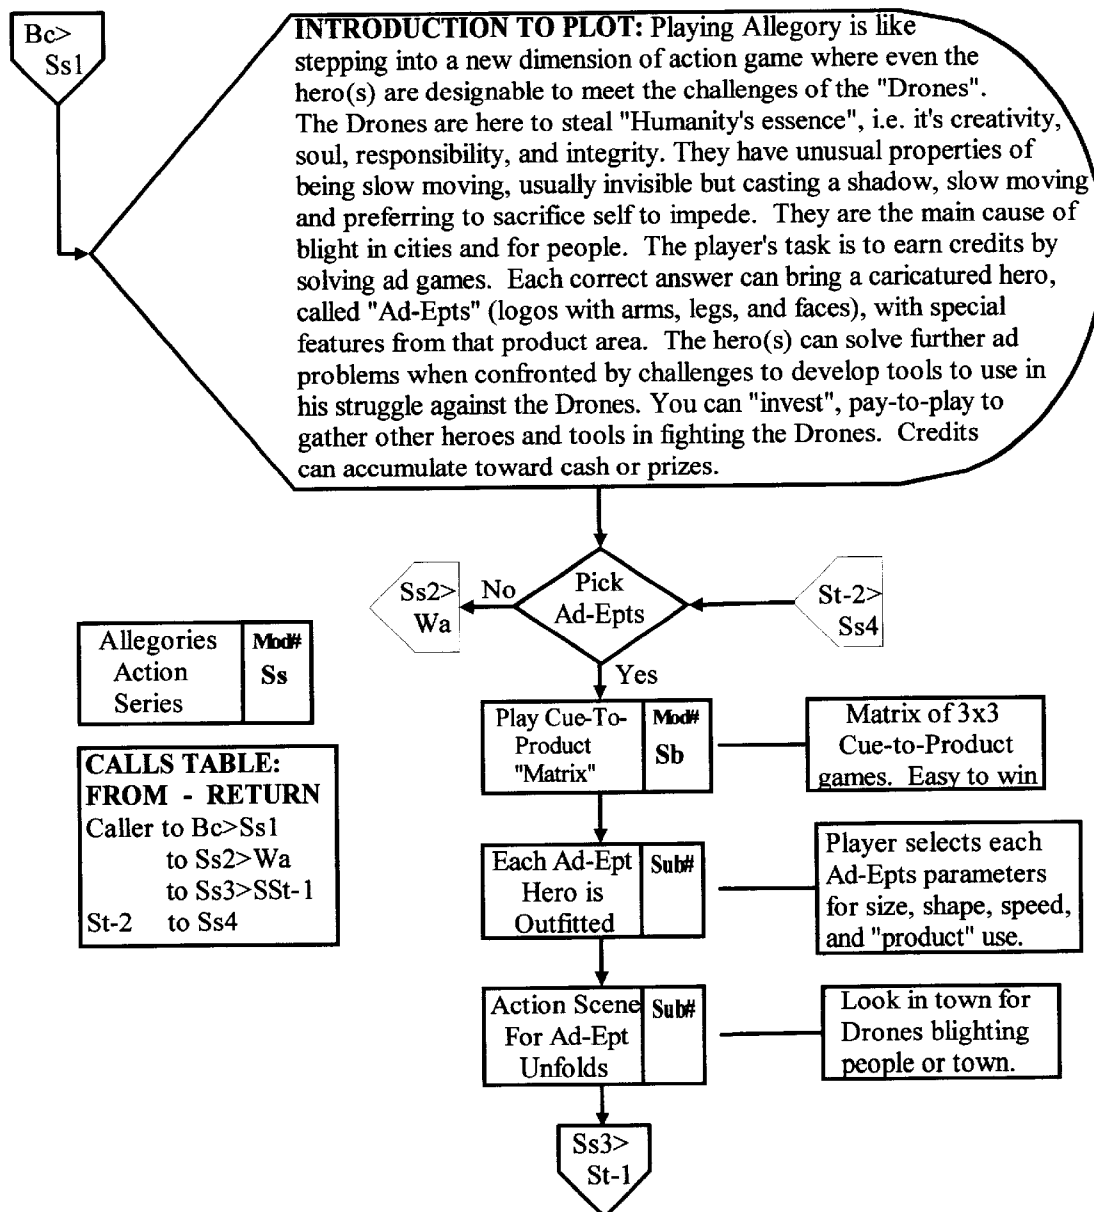 Bc>
Ss1
INTRODUCTION TO PLOT: Playing Allegory is like
stepping into a new dimension of action game where even the
hero(s) are designable to meet the challenges of the "Drones".
The Drones are here to steal "Humanity's essence", i.e. it's creativity,
soul, responsibility, and integrity. They have unusual properties of
being slow moving, usually invisible but casting a shadow, slow moving
and preferring to sacrifice self to impede. They are the main cause of
blight in cities and for people. The player's task is to earn credits by
solving ad games. Each correct answer can bring a caricatured hero,
called "Ad-Epts" (logos with arms, legs, and faces), with special
features from that product area. The hero(s) can solve further ad
problems when confronted by challenges to develop tools to use in
his struggle against the Drones. You can "invest", pay-to-play to
gather other heroes and tools in fighting the Drones. Credits
can accumulate toward cash or prizes.
Ss2>
Wa
No
Pick
Ad-Epts
St-2>
Ss4
Yes
Allegories
Action
Series
Mod#
Ss
CALLS TABLE:
FROM - RETURN
Caller to Bc>Ss1
to Ss2>Wa
to Ss3>SSt-1
St-2 to Ss4
Play Cue-To-
Product
"Matrix"
Mod#
Sb
Matrix of 3x3
Cue-to-Product
games. Easy to win
Each Ad-Ept
Hero is
Outfitted
Sub#
Player selects each
Ad-Epts parameters
for size, shape, speed,
and "product" use.
Action Scene
For Ad-Ept
Unfolds
Sub#
Look in town for
Drones blighting
people or town.
Ss3>
St-1